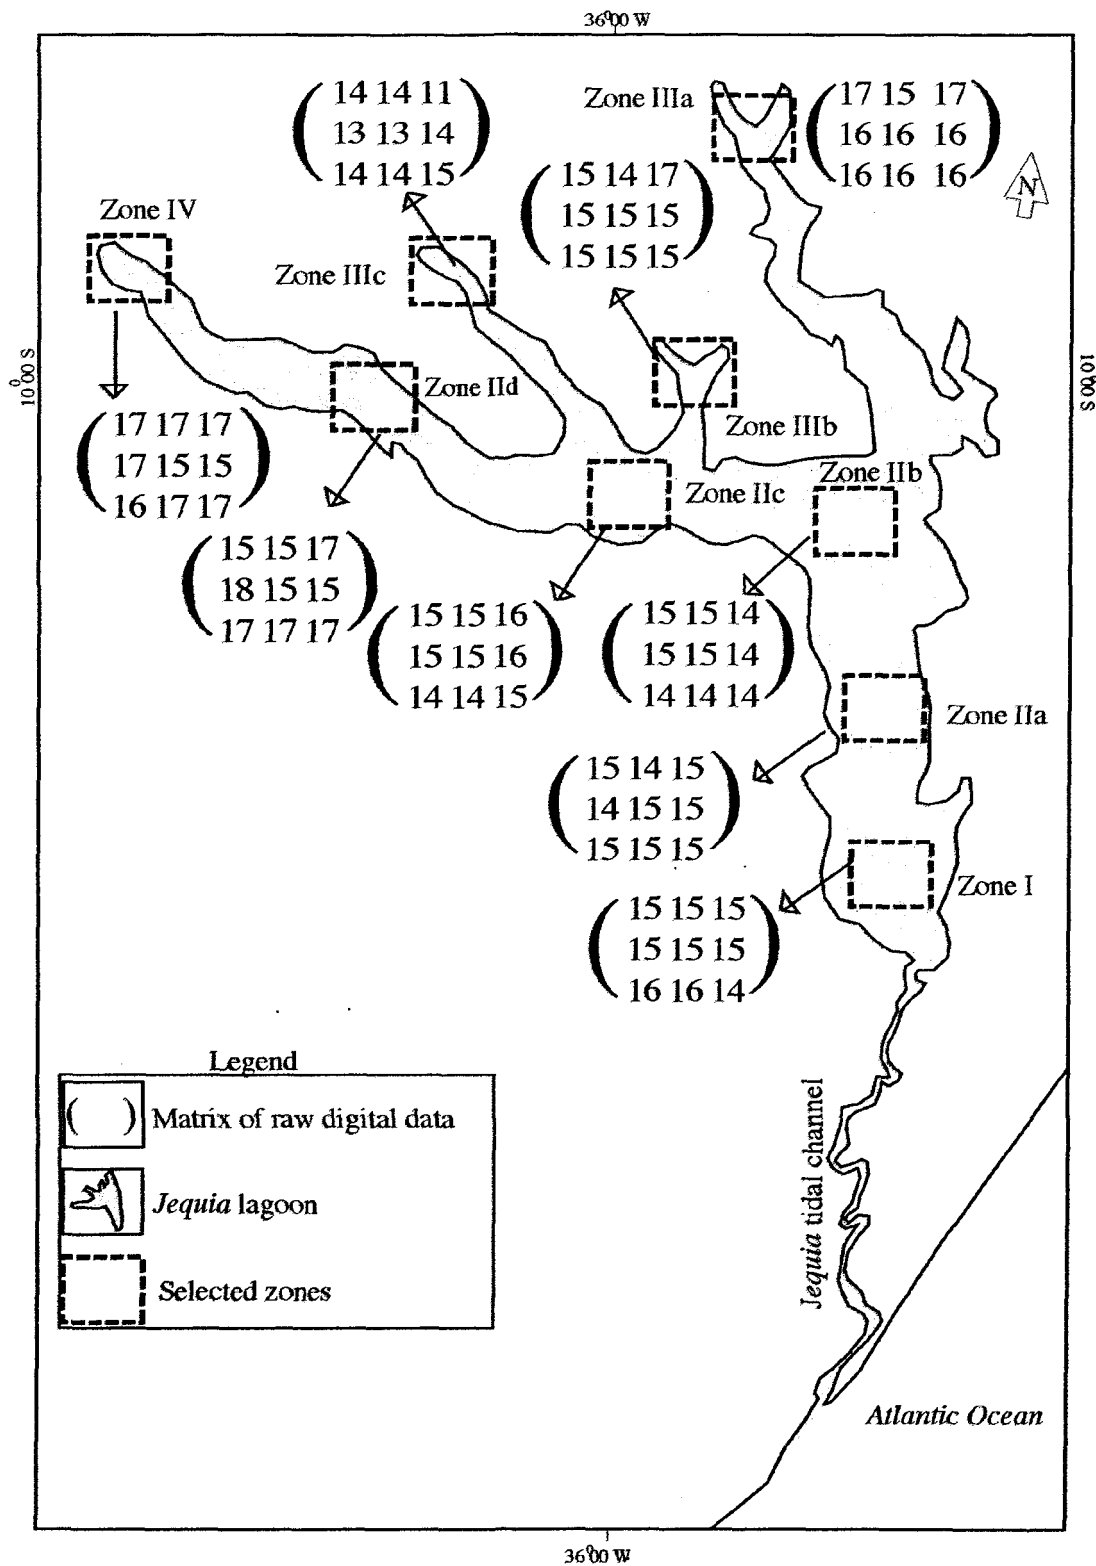 36°00 W
14 14 11
13 13 14
14 14 15
Zone IIIa
17 15 17
16 16 16
16 16 16
15 14 17
15 15 15
15 15 15
N
Zone IV
Zone IIIc
10°00 S
10°00 S
Zone IId
Zone IIIb
17 17 17
17 15 15
16 17 17
Zone IIc
Zone IIb
15 15 17
18 15 15
17 17 17
15 15 16
15 15 16
14 14 15
15 15 14
15 15 14
14 14 14
Zone IIa
15 14 15
14 15 15
15 15 15
Zone I
15 15 15
15 15 15
16 16 14
Legend
( ) Matrix of raw digital data
Jequia lagoon
Selected zones
Jequia tidal channel
Atlantic Ocean
36°00 W